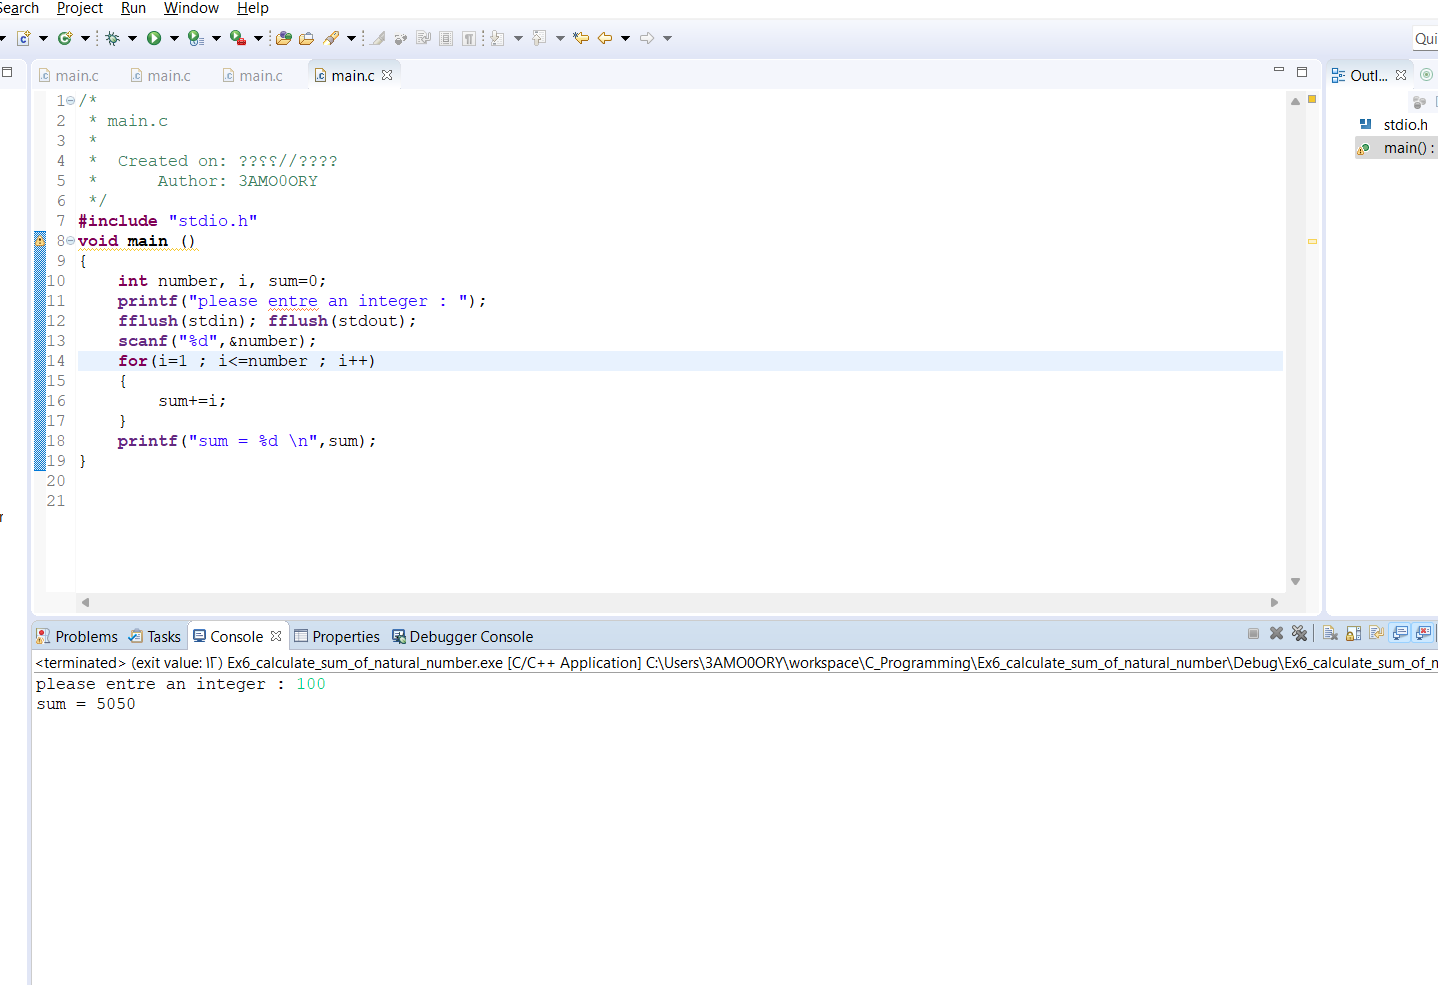 Search Project Run Window Help
Qui
main.c main.c main.c main.c
Outl...
1 /*
2  * main.c
3  *
4  *  Created on: ??؟؟//????
5  *      Author: 3AMO0ORY
6  */
7 #include "stdio.h"
8 void main ()
9 {
10     int number, i, sum=0;
11     printf("please entre an integer : ");
12     fflush(stdin); fflush(stdout);
13     scanf("%d",&number);
14     for(i=1 ; i<=number ; i++)
15     {
16         sum+=i;
17     }
18     printf("sum = %d \n",sum);
19 }
20
21
stdio.h
main() :
r
Problems Tasks Console Properties Debugger Console
<terminated> (exit value: ١٣) Ex6_calculate_sum_of_natural_number.exe [C/C++ Application] C:\Users\3AMO0ORY\workspace\C_Programming\Ex6_calculate_sum_of_natural_number\Debug\Ex6_calculate_sum_of_n
please entre an integer : 100
sum = 5050